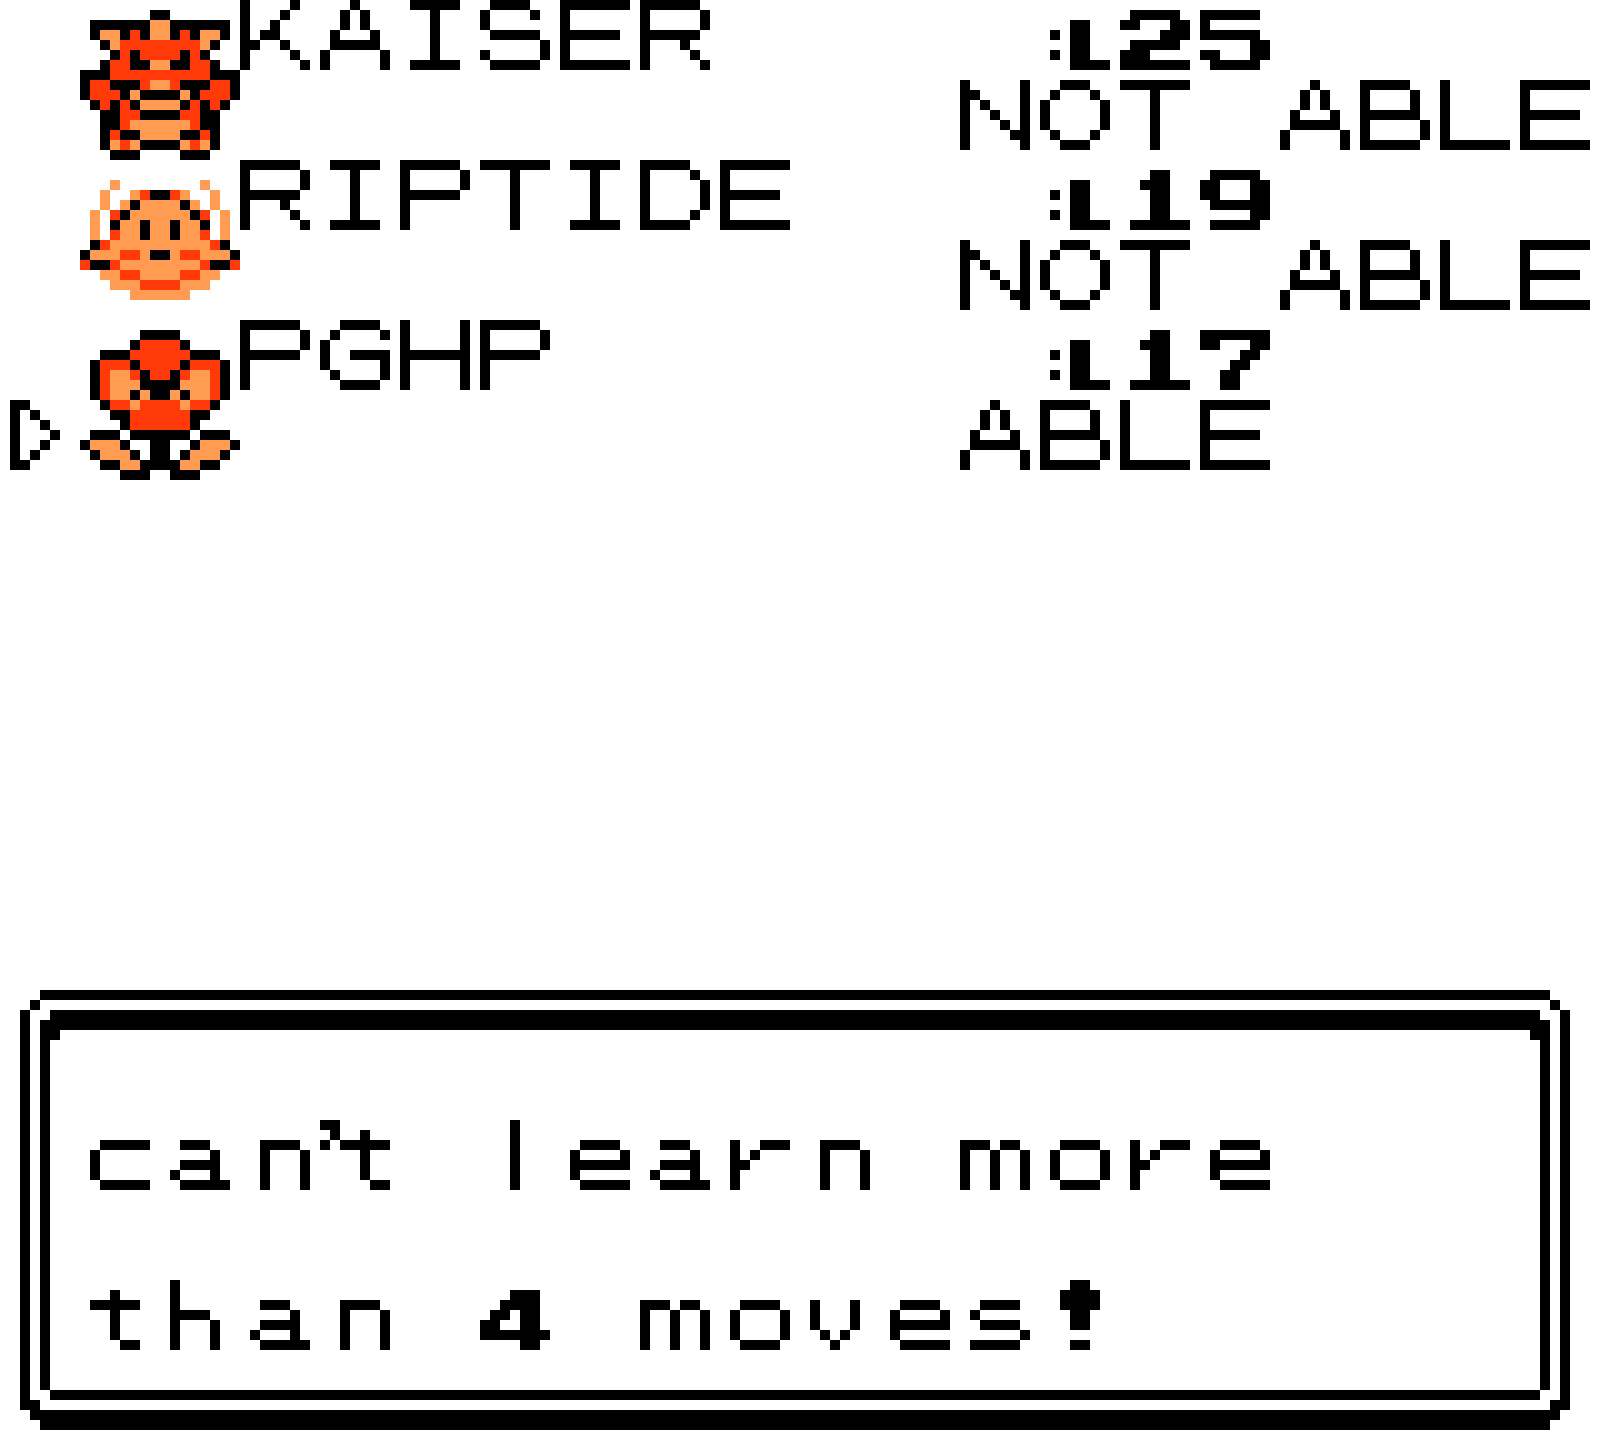 KAISER :L25
NOT ABLE
RIPTIDE :L19
NOT ABLE
PGHP :L17
ABLE
can't learn more
than 4 moves!